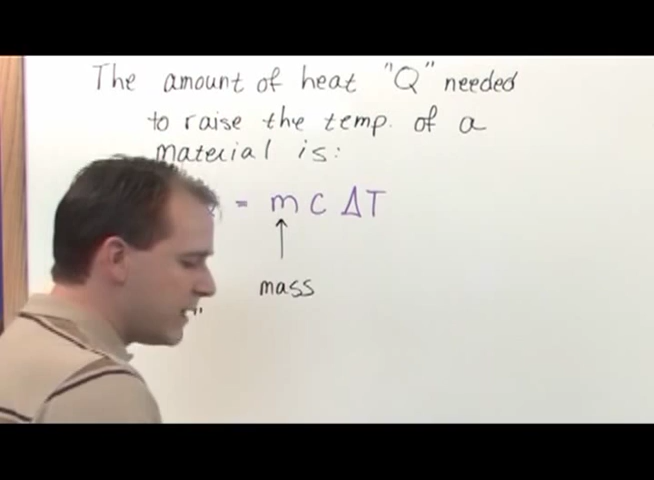 The amount of heat "Q" needed
to raise the temp. of a
material is:
= m C ΔT
↑
mass
"